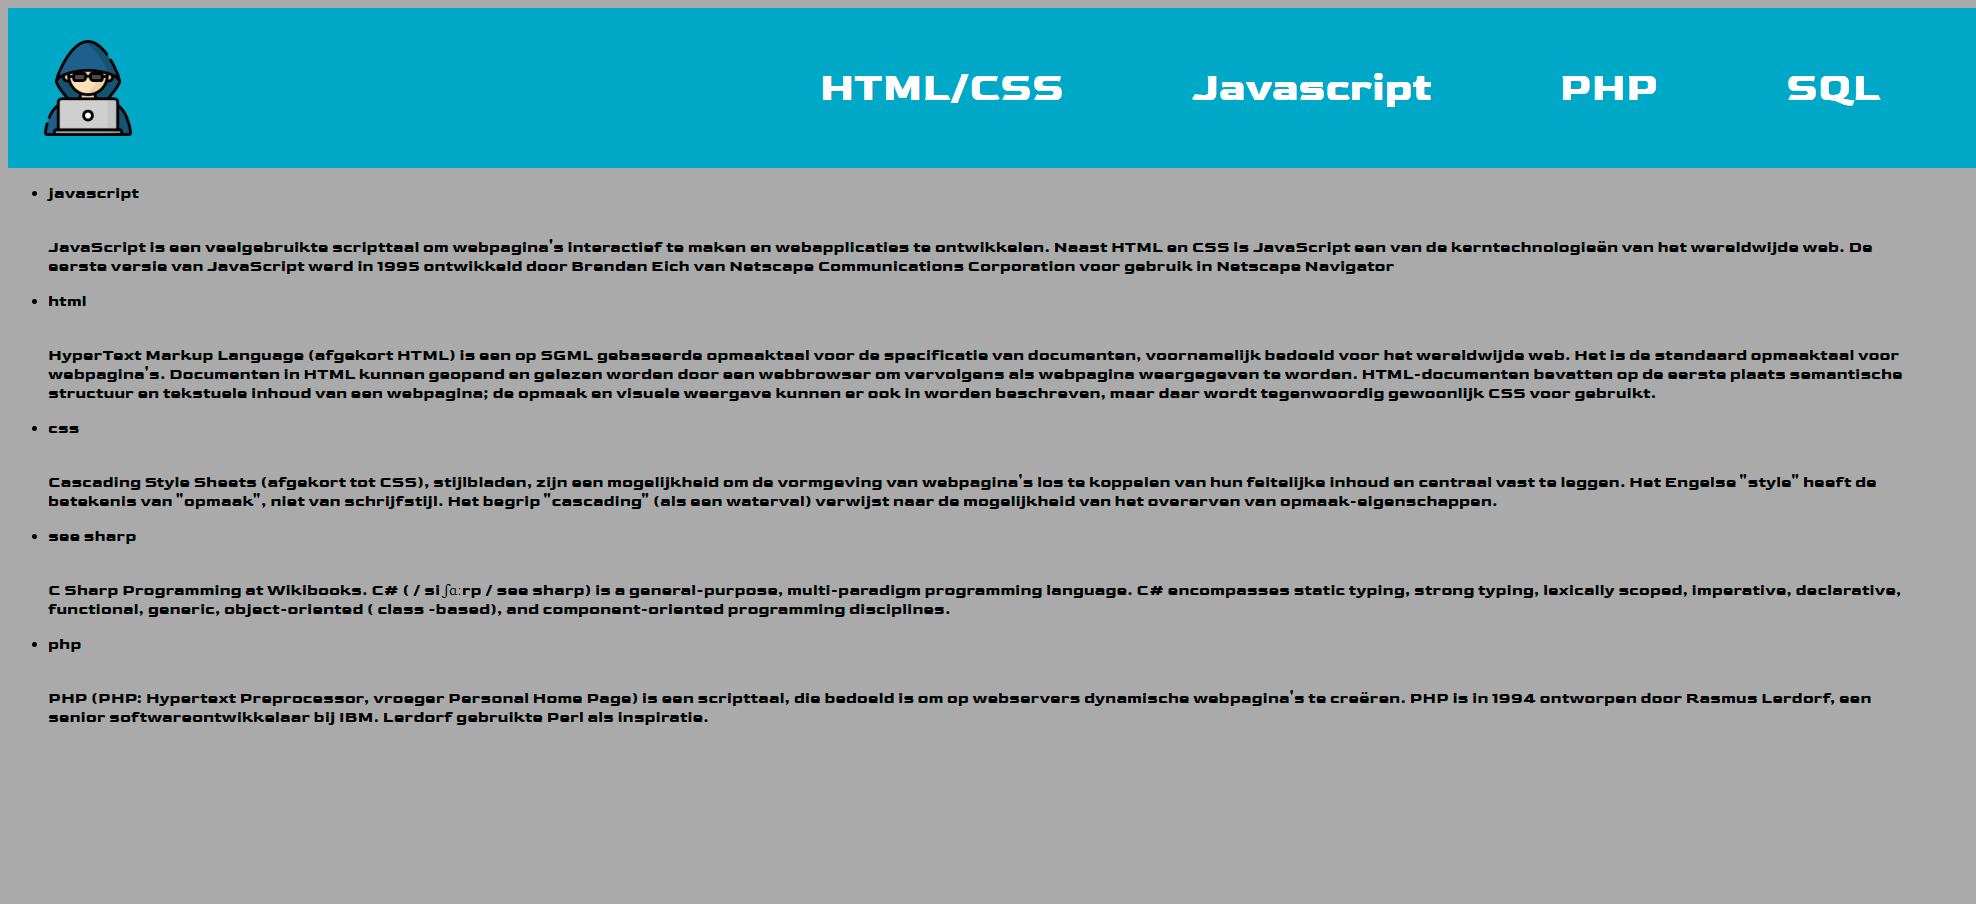 HTML/CSS Javascript PHP SQL
javascript
JavaScript is een veelgebruikte scripttaal om webpagina's interactief te maken en webapplicaties te ontwikkelen. Naast HTML en CSS is JavaScript een van de kerntechnologieën van het wereldwijde web. De
eerste versie van JavaScript werd in 1995 ontwikkeld door Brendan Eich van Netscape Communications Corporation voor gebruik in Netscape Navigator
html
HyperText Markup Language (afgekort HTML) is een op SGML gebaseerde opmaaktaal voor de specificatie van documenten, voornamelijk bedoeld voor het wereldwijde web. Het is de standaard opmaaktaal voor
webpagina's. Documenten in HTML kunnen geopend en gelezen worden door een webbrowser om vervolgens als webpagina weergegeven te worden. HTML-documenten bevatten op de eerste plaats semantische
structuur en tekstuele inhoud van een webpagina; de opmaak en visuele weergave kunnen er ook in worden beschreven, maar daar wordt tegenwoordig gewoonlijk CSS voor gebruikt.
css
Cascading Style Sheets (afgekort tot CSS), stijlbladen, zijn een mogelijkheid om de vormgeving van webpagina's los te koppelen van hun feitelijke inhoud en centraal vast te leggen. Het Engelse "style" heeft de
betekenis van "opmaak", niet van schrijfstijl. Het begrip "cascading" (als een waterval) verwijst naar de mogelijkheid van het overerven van opmaak-eigenschappen.
see sharp
C Sharp Programming at Wikibooks. C# ( / si ʃɑːrp / see sharp) is a general-purpose, multi-paradigm programming language. C# encompasses static typing, strong typing, lexically scoped, imperative, declarative,
functional, generic, object-oriented ( class -based), and component-oriented programming disciplines.
php
PHP (PHP: Hypertext Preprocessor, vroeger Personal Home Page) is een scripttaal, die bedoeld is om op webservers dynamische webpagina's te creëren. PHP is in 1994 ontworpen door Rasmus Lerdorf, een
senior softwareontwikkelaar bij IBM. Lerdorf gebruikte Perl als inspiratie.